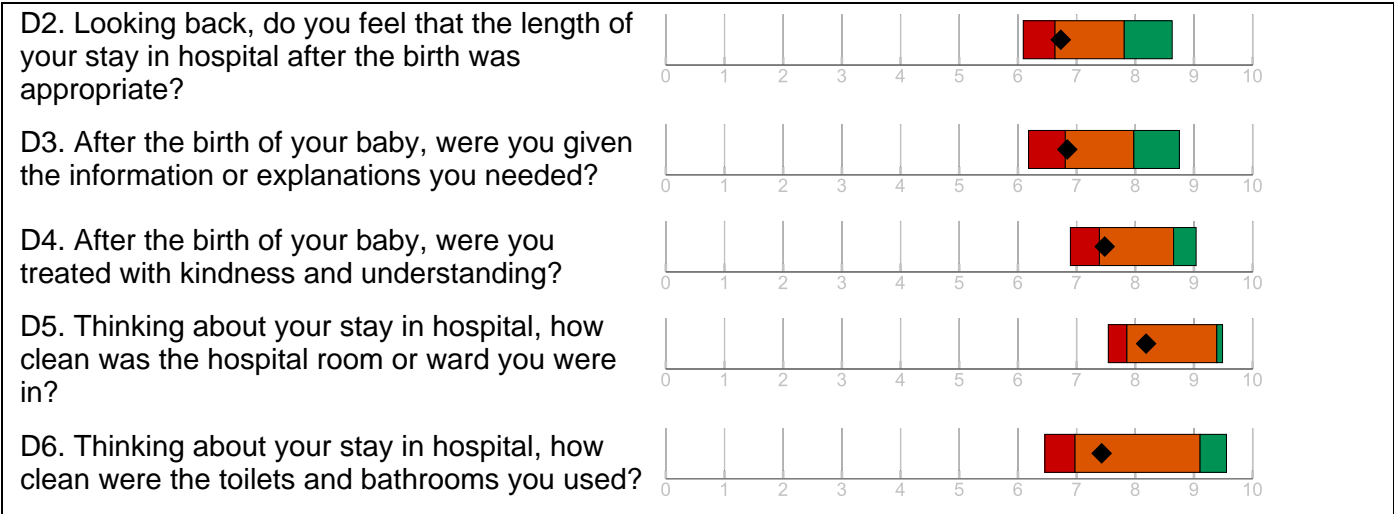 D2. Looking back, do you feel that the length of
your stay in hospital after the birth was
appropriate?
0 1 2 3 4 5 6 7 8 9 10
D3. After the birth of your baby, were you given
the information or explanations you needed?
0 1 2 3 4 5 6 7 8 9 10
D4. After the birth of your baby, were you
treated with kindness and understanding?
0 1 2 3 4 5 6 7 8 9 10
D5. Thinking about your stay in hospital, how
clean was the hospital room or ward you were
in?
0 1 2 3 4 5 6 7 8 9 10
D6. Thinking about your stay in hospital, how
clean were the toilets and bathrooms you used?
0 1 2 3 4 5 6 7 8 9 10